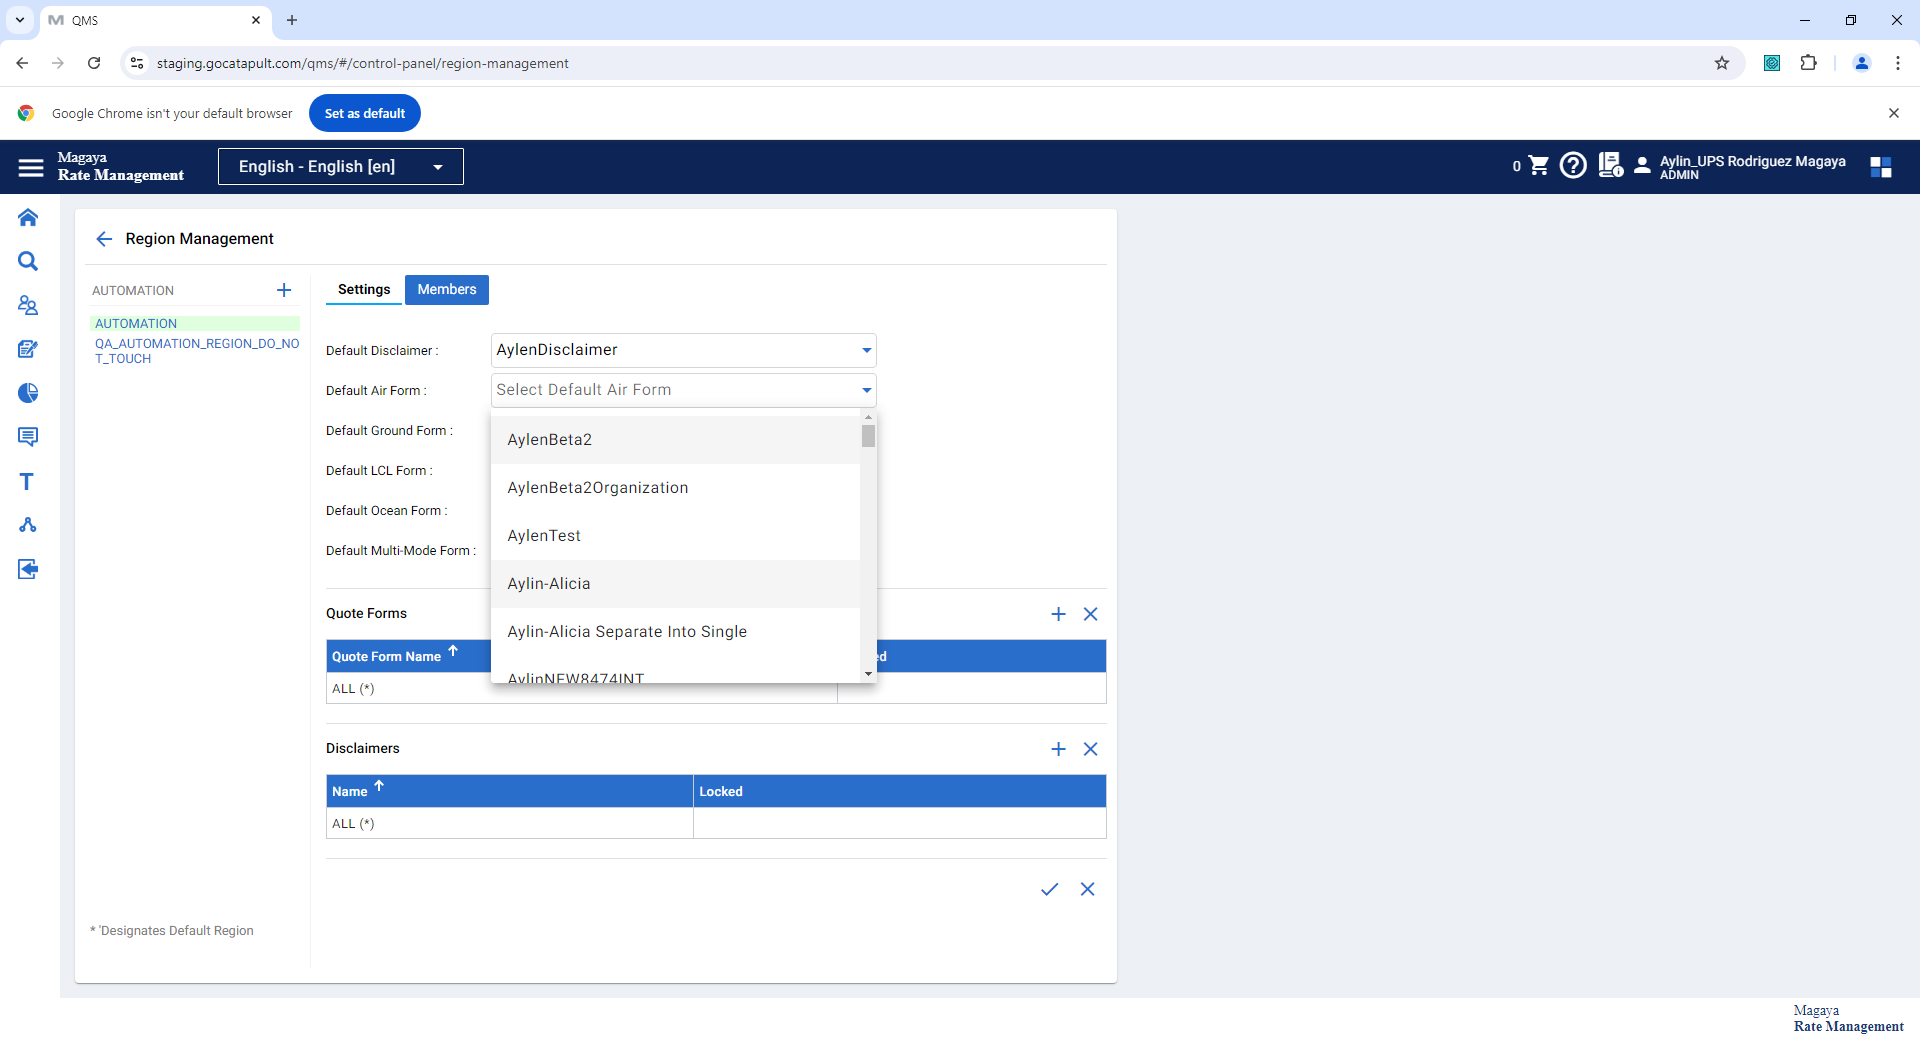 QMS
staging.gocatapult.com/qms/#/control-panel/region-management
Google Chrome isn't your default browser
Set as default
Magaya
Rate Management
English - English [en]
0
Aylin_UPS Rodriguez Magaya
ADMIN
Region Management
AUTOMATION
AUTOMATION
QA_AUTOMATION_REGION_DO_NO
T_TOUCH
Settings
Members
Default Disclaimer :
AylenDisclaimer
Default Air Form :
Select Default Air Form
Default Ground Form :
Default LCL Form :
Default Ocean Form :
Default Multi-Mode Form :
AylenBeta2
AylenBeta2Organization
AylenTest
Aylin-Alicia
Aylin-Alicia Separate Into Single
AylinNEW8474INT
Quote Forms
Quote Form Name
ed
ALL (*)
Disclaimers
Name
Locked
ALL (*)
* 'Designates Default Region
Magaya
Rate Management